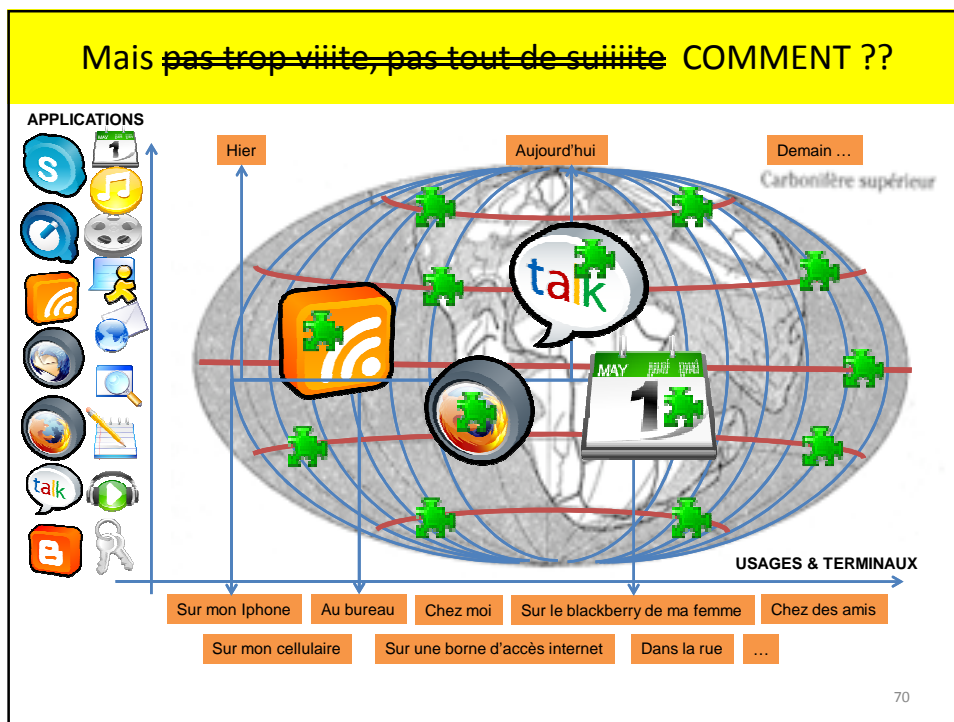 Mais pas trop viiite, pas tout de suiiiite COMMENT ??
APPLICATIONS
Hier
Aujourd'hui
Demain …
Carbonifère supérieur
S
MAY
1
talk
B
talk
MAY
1
USAGES & TERMINAUX
Sur mon Iphone
Au bureau
Chez moi
Sur le blackberry de ma femme
Chez des amis
Sur mon cellulaire
Sur une borne d'accès internet
Dans la rue
…
70